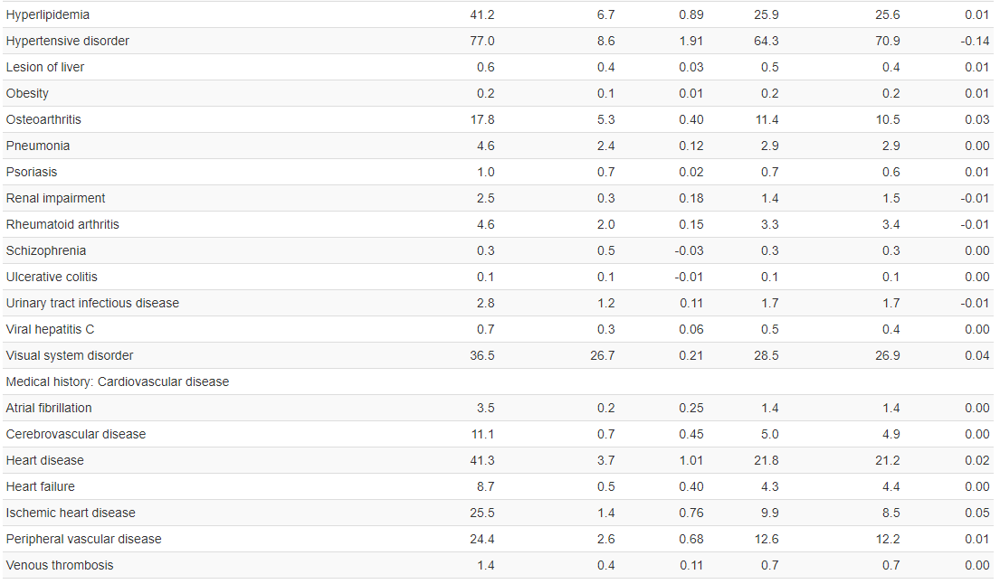 Hyperlipidemia 41.2 6.7 0.89 25.9 25.6 0.01
Hypertensive disorder 77.0 8.6 1.91 64.3 70.9 -0.14
Lesion of liver 0.6 0.4 0.03 0.5 0.4 0.01
Obesity 0.2 0.1 0.01 0.2 0.2 0.01
Osteoarthritis 17.8 5.3 0.40 11.4 10.5 0.03
Pneumonia 4.6 2.4 0.12 2.9 2.9 0.00
Psoriasis 1.0 0.7 0.02 0.7 0.6 0.01
Renal impairment 2.5 0.3 0.18 1.4 1.5 -0.01
Rheumatoid arthritis 4.6 2.0 0.15 3.3 3.4 -0.01
Schizophrenia 0.3 0.5 -0.03 0.3 0.3 0.00
Ulcerative colitis 0.1 0.1 -0.01 0.1 0.1 0.00
Urinary tract infectious disease 2.8 1.2 0.11 1.7 1.7 -0.01
Viral hepatitis C 0.7 0.3 0.06 0.5 0.4 0.00
Visual system disorder 36.5 26.7 0.21 28.5 26.9 0.04
Medical history: Cardiovascular disease
Atrial fibrillation 3.5 0.2 0.25 1.4 1.4 0.00
Cerebrovascular disease 11.1 0.7 0.45 5.0 4.9 0.00
Heart disease 41.3 3.7 1.01 21.8 21.2 0.02
Heart failure 8.7 0.5 0.40 4.3 4.4 0.00
Ischemic heart disease 25.5 1.4 0.76 9.9 8.5 0.05
Peripheral vascular disease 24.4 2.6 0.68 12.6 12.2 0.01
Venous thrombosis 1.4 0.4 0.11 0.7 0.7 0.00